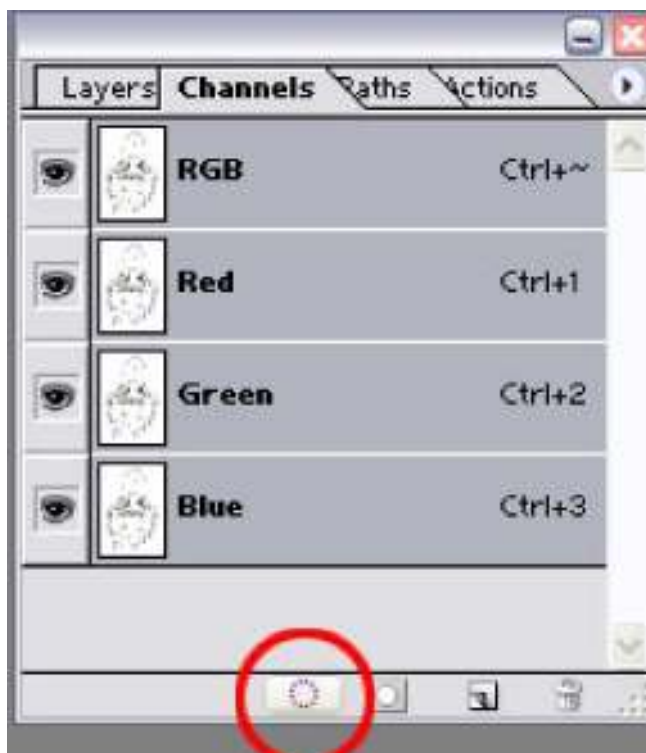 Layers Channels Paths Actions
RGB Ctrl+~
Red Ctrl+1
Green Ctrl+2
Blue Ctrl+3